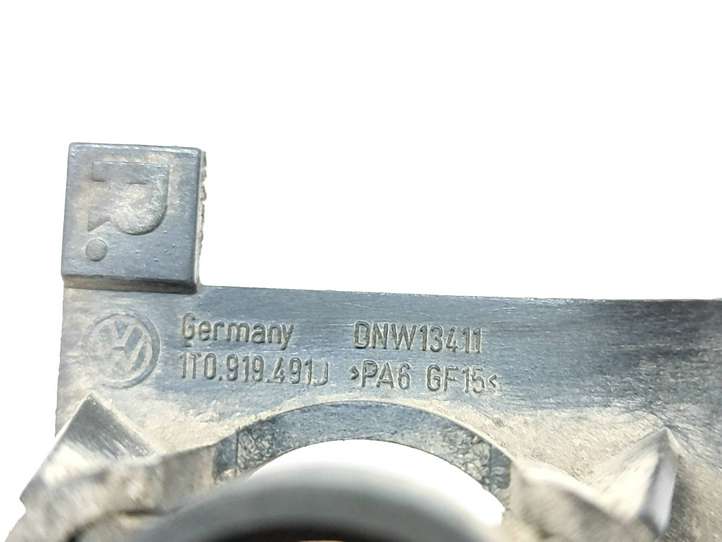 R.
Germany DNW13411
1T0.919.491J >PA6 GF15<